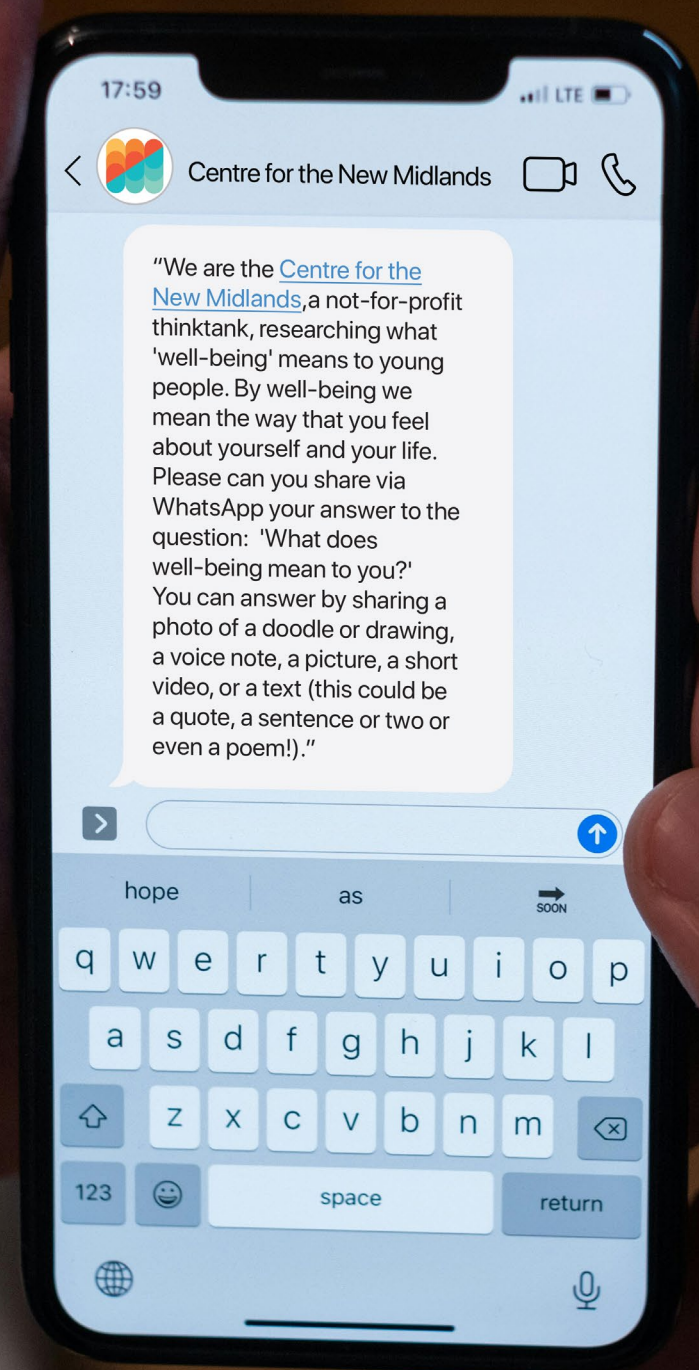 17:59
LTE
Centre for the New Midlands
“We are the Centre for the
New Midlands,a not-for-profit
thinktank, researching what
'well-being' means to young
people. By well-being we
mean the way that you feel
about yourself and your life.
Please can you share via
WhatsApp your answer to the
question:  'What does
well-being mean to you?'
You can answer by sharing a
photo of a doodle or drawing,
a voice note, a picture, a short
video, or a text (this could be
a quote, a sentence or two or
even a poem!).”
hope as SOON
q w e r t y u i o p
a s d f g h j k l
z x c v b n m
123 space return